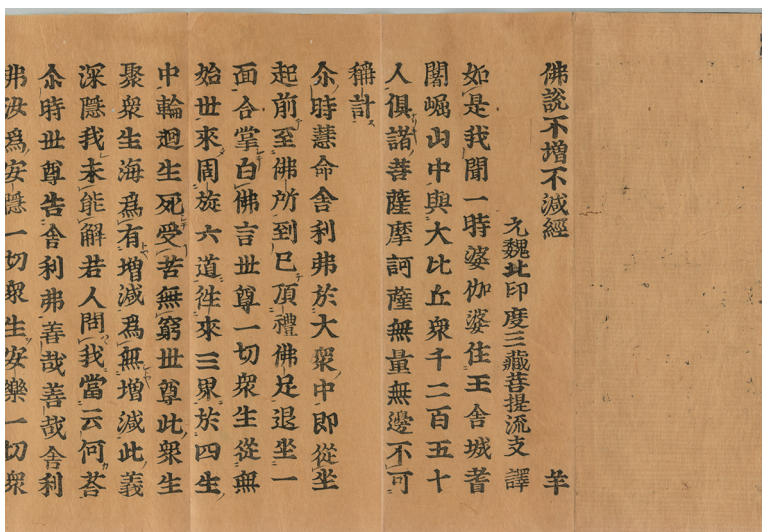 佛說不增不減經 羊
元魏北印度三藏菩提流支 譯
如是我聞一時婆伽婆住王舍城耆
闍崛山中與大比丘衆千二百五十
人俱諸菩薩摩訶薩無量無邊不可
稱計
尒時慧命舍利弗於大衆中即從坐
起前至佛所到已頂禮佛足退坐一
面合掌白佛言世尊一切衆生從無
始世來周旋六道往來三界於四生
中輪迴生死受苦無窮世尊此衆生
聚衆生海爲有增減爲無增減此義
深隱我未能解若人問我當云何荅
尒時世尊告舍利弗善哉善哉舍利
弗汝爲安隱一切衆生安樂一切衆